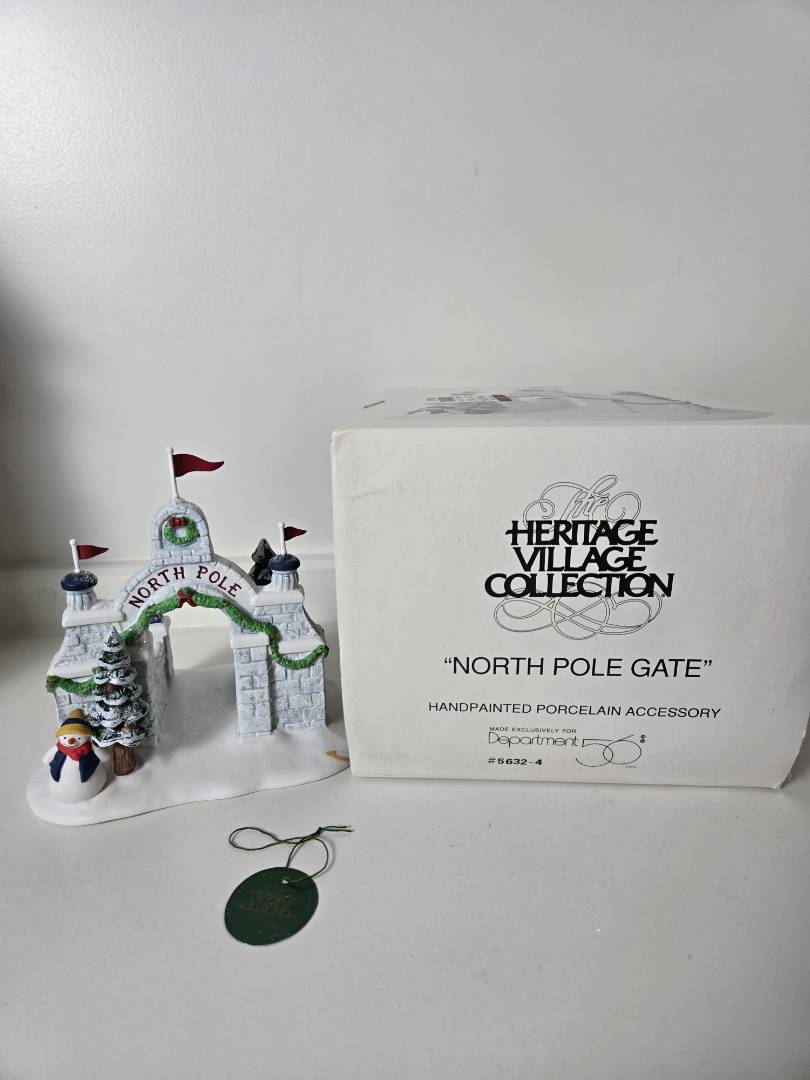 NORTH POLE
The
HERITAGE
VILLAGE
COLLECTION
"NORTH POLE GATE"
HANDPAINTED PORCELAIN ACCESSORY
MADE EXCLUSIVELY FOR
Department 56®
INC.
#5632-4